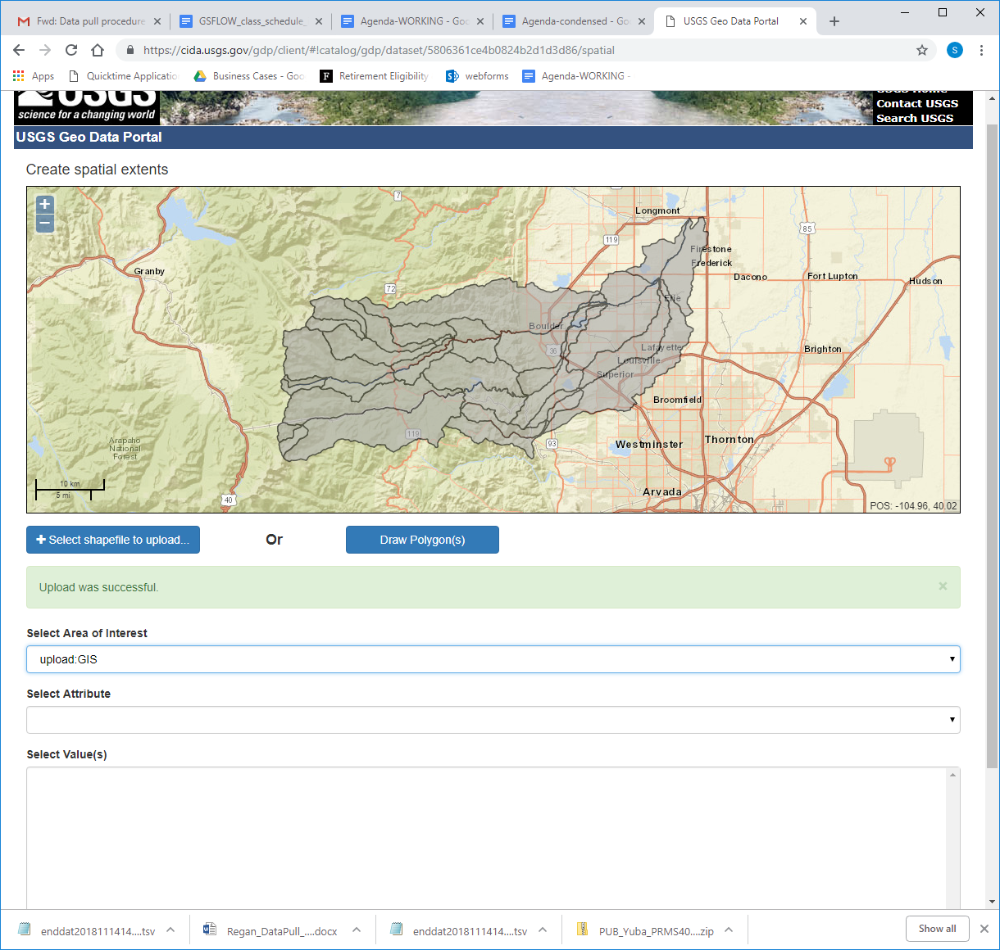 Fwd: Data pull procedure
GSFLOW_class_schedule_
Agenda-WORKING - Goo
Agenda-condensed - Go
USGS Geo Data Portal
https://cida.usgs.gov/gdp/client/#!catalog/gdp/dataset/5806361ce4b0824b2d1d3d86/spatial
S
Apps
Quicktime Applicatio
Business Cases - Goo
Retirement Eligibility
webforms
Agenda-WORKING -
USGS
science for a changing world
USGS Home
Contact USGS
Search USGS
USGS Geo Data Portal
Create spatial extents
+
−
7
Longmont
119
85
Firestone
Frederick
Granby
Dacono
Fort Lupton
Hudson
72
Erie
Boulder
36
Lafayette
Louisville
Superior
Brighton
Broomfield
119
93
Westminster
Thornton
Arapaho
National
Forest
10 km
5 mi
40
Arvada
POS: -104.96, 40.02
+ Select shapefile to upload...
Or
Draw Polygon(s)
Upload was successful.
×
Select Area of Interest
upload:GIS
Select Attribute
Select Value(s)
enddat2018111414....tsv
Regan_DataPull_....docx
enddat2018111414....tsv
PUB_Yuba_PRMS40....zip
Show all